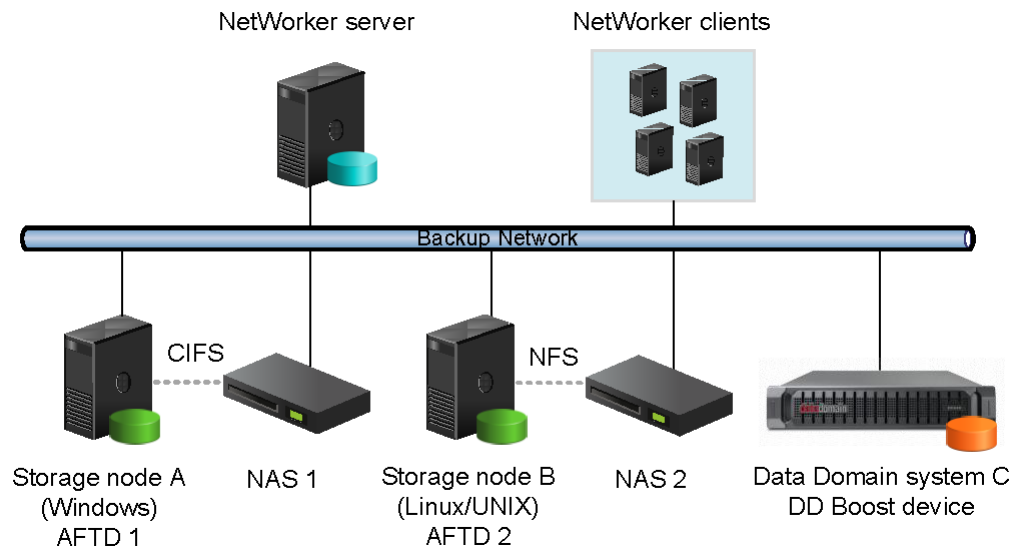 NetWorker server
NetWorker clients
Backup Network
CIFS
NFS
Storage node A
(Windows)
AFTD 1
NAS 1
Storage node B
(Linux/UNIX)
AFTD 2
NAS 2
datadomain
Data Domain system C
DD Boost device